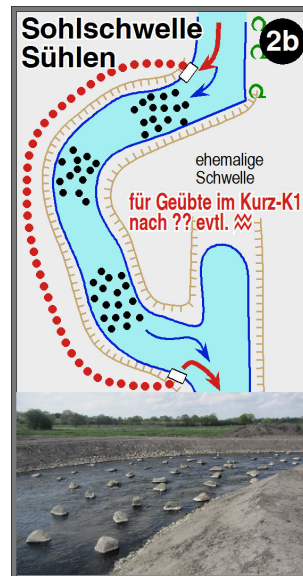 Sohlschwelle
Sühlen
2b
ehemalige
Schwelle
für Geübte im Kurz-K1
nach ?? evtl.